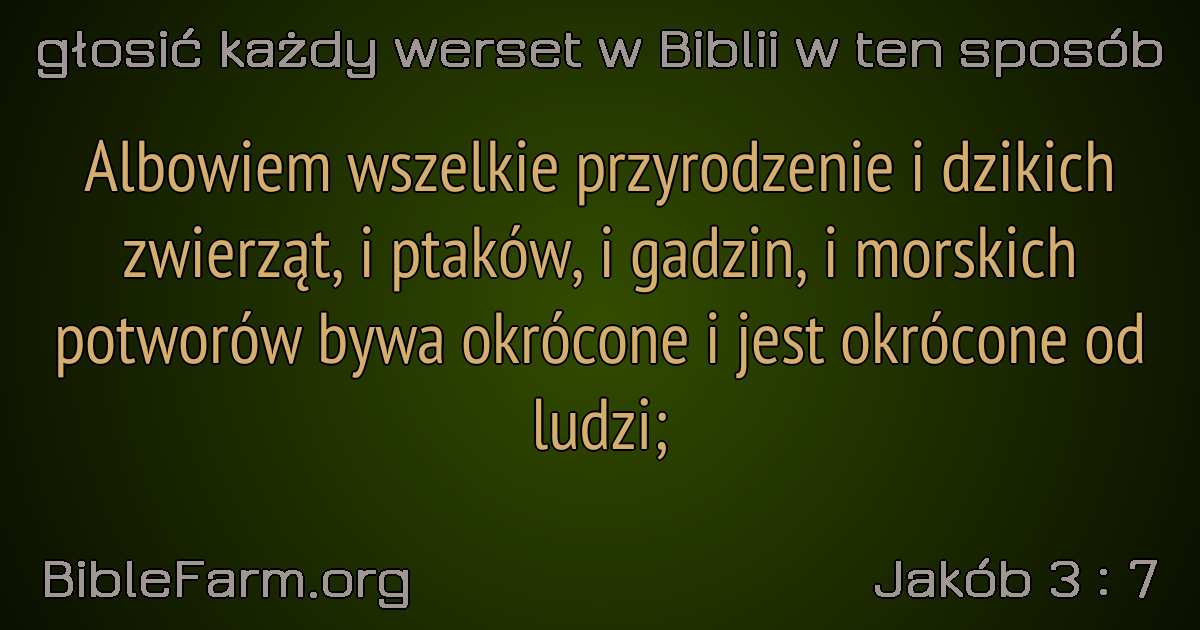 głosić każdy werset w Biblii w ten sposób
Albowiem wszelkie przyrodzenie i dzikich
zwierząt, i ptaków, i gadzin, i morskich
potworów bywa okrócone i jest okrócone od
ludzi;
BibleFarm.org
Jakób 3 : 7